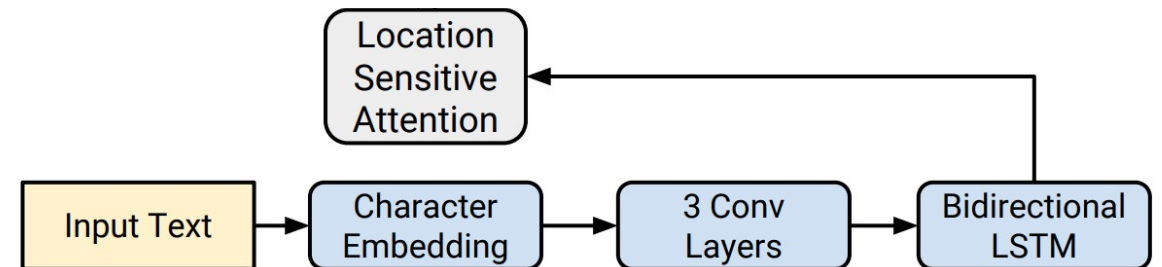 Location
Sensitive
Attention
Input Text
Character
Embedding
3 Conv
Layers
Bidirectional
LSTM